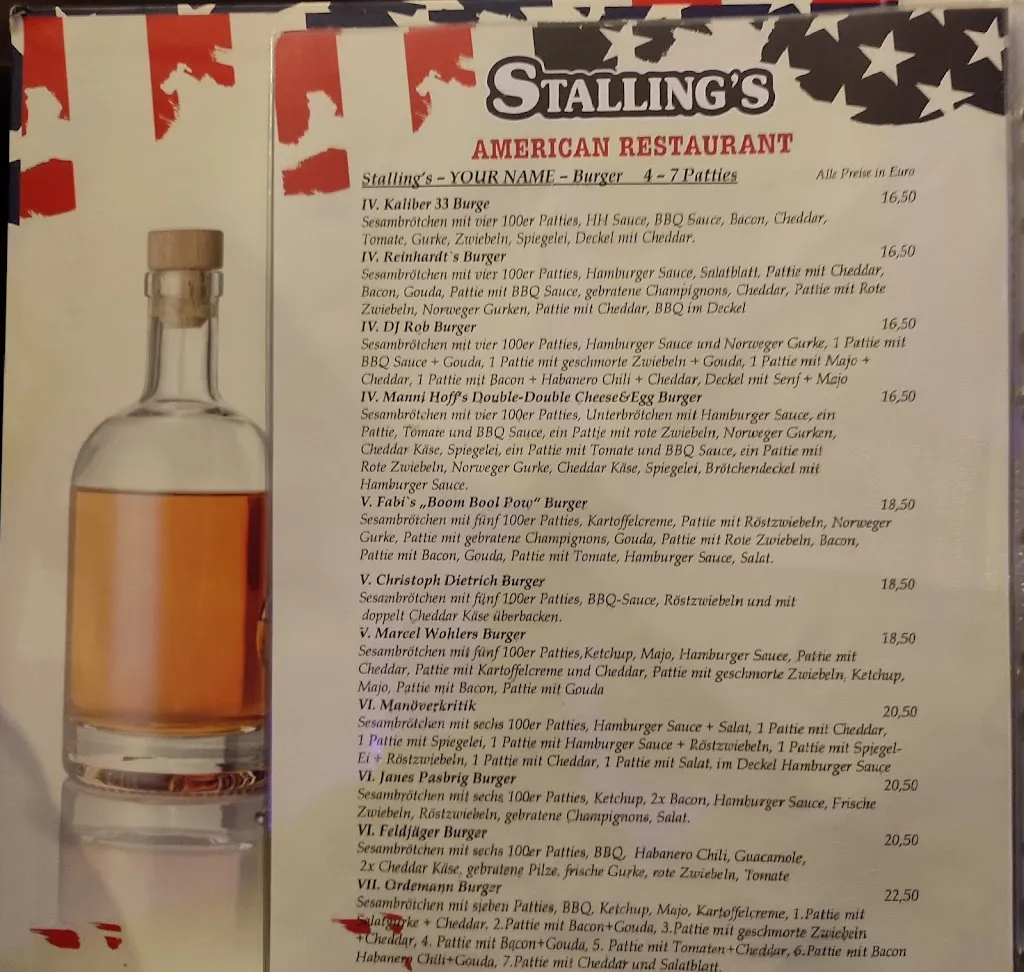 STALLING'S
AMERICAN RESTAURANT
Stalling's – YOUR NAME – Burger 4 – 7 Patties
Alle Preise in Euro
IV. Kaliber 33 Burge 16,50
Sesambrötchen mit vier 100er Patties, HH Sauce, BBQ Sauce, Bacon, Cheddar,
Tomate, Gurke, Zwiebeln, Spiegelei, Deckel mit Cheddar.
IV. Reinhardt`s Burger 16,50
Sesambrötchen mit vier 100er Patties, Hamburger Sauce, Salatblatt, Pattie mit Cheddar,
Bacon, Gouda, Pattie mit BBQ Sauce, gebratene Champignons, Cheddar, Pattie mit Rote
Zwiebeln, Norweger Gurken, Pattie mit Cheddar, BBQ im Deckel
IV. DJ Rob Burger 16,50
Sesambrötchen mit vier 100er Patties, Hamburger Sauce und Norweger Gurke, 1 Pattie mit
BBQ Sauce + Gouda, 1 Pattie mit geschmorte Zwiebeln + Gouda, 1 Pattie mit Majo +
Cheddar, 1 Pattie mit Bacon + Habanero Chili + Cheddar, Deckel mit Senf + Majo
IV. Manni Hoff's Double-Double Cheese&Egg Burger 16,50
Sesambrötchen mit vier 100er Patties, Unterbrötchen mit Hamburger Sauce, ein
Pattie, Tomate und BBQ Sauce, ein Pattie mit rote Zwiebeln, Norweger Gurken,
Cheddar Käse, Spiegelei, ein Pattie mit Tomate und BBQ Sauce, ein Pattie mit
Rote Zwiebeln, Norweger Gurke, Cheddar Käse, Spiegelei, Brötchendeckel mit
Hamburger Sauce.
V. Fabi`s „Boom Bool Pow“ Burger 18,50
Sesambrötchen mit fünf 100er Patties, Kartoffelcreme, Pattie mit Röstzwiebeln, Norweger
Gurke, Pattie mit gebratene Champignons, Gouda, Pattie mit Rote Zwiebeln, Bacon,
Pattie mit Bacon, Gouda, Pattie mit Tomate, Hamburger Sauce, Salat.
V. Christoph Dietrich Burger 18,50
Sesambrötchen mit fünf 100er Patties, BBQ-Sauce, Röstzwiebeln und mit
doppelt Cheddar Käse überbacken.
V. Marcel Wohlers Burger 18,50
Sesambrötchen mit fünf 100er Patties,Ketchup, Majo, Hamburger Sauce, Pattie mit
Cheddar, Pattie mit Kartoffelcreme und Cheddar, Pattie mit geschmorte Zwiebeln, Ketchup,
Majo, Pattie mit Bacon, Pattie mit Gouda
VI. Manöverkritik 20,50
Sesambrötchen mit sechs 100er Patties, Hamburger Sauce + Salat, 1 Pattie mit Cheddar,
1 Pattie mit Spiegelei, 1 Pattie mit Hamburger Sauce + Röstzwiebeln, 1 Pattie mit Spiegel-
Ei + Röstzwiebeln, 1 Pattie mit Cheddar, 1 Pattie mit Salat, im Deckel Hamburger Sauce
VI. Janes Pasbrig Burger 20,50
Sesambrötchen mit sechs 100er Patties, Ketchup, 2x Bacon, Hamburger Sauce, Frische
Zwiebeln, Röstzwiebeln, gebratene Champignons, Salat.
VI. Feldjäger Burger 20,50
Sesambrötchen mit sechs 100er Patties, BBQ, Habanero Chili, Guacamole,
2x Cheddar Käse, gebratene Pilze, frische Gurke, rote Zwiebeln, Tomate
VII. Ordemann Burger 22,50
Sesambrötchen mit sieben Patties, BBQ, Ketchup, Majo, Kartoffelcreme, 1.Pattie mit
Salatgurke + Cheddar. 2.Pattie mit Bacon+Gouda, 3.Pattie mit geschmorte Zwiebeln
+Cheddar, 4. Pattie mit Bacon+Gouda, 5. Pattie mit Tomaten+Cheddar, 6.Pattie mit Bacon
Habanero Chili+Gouda, 7.Pattie mit Cheddar und Salatblatt.